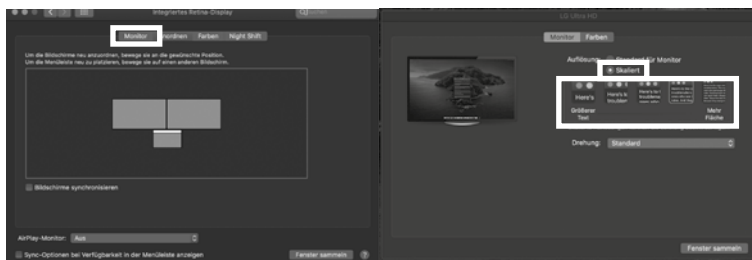 Integriertes Retina-Display
Monitor Anordnen Farben Night Shift
Um die Bildschirme neu anzuordnen, bewege sie an die gewünschte Position.
Um die Menüleiste neu zu platzieren, bewege sie auf einen anderen Bildschirm.
Bildschirme synchronisieren
AirPlay-Monitor: Aus
Sync-Optionen bei Verfügbarkeit in der Menüleiste anzeigen
Fenster sammeln ?
LG Ultra HD
Monitor Farben
Auflösung: Standard für Monitor
Skaliert
Here's
Größerer Text
Mehr Fläche
Drehung: Standard
Fenster sammeln